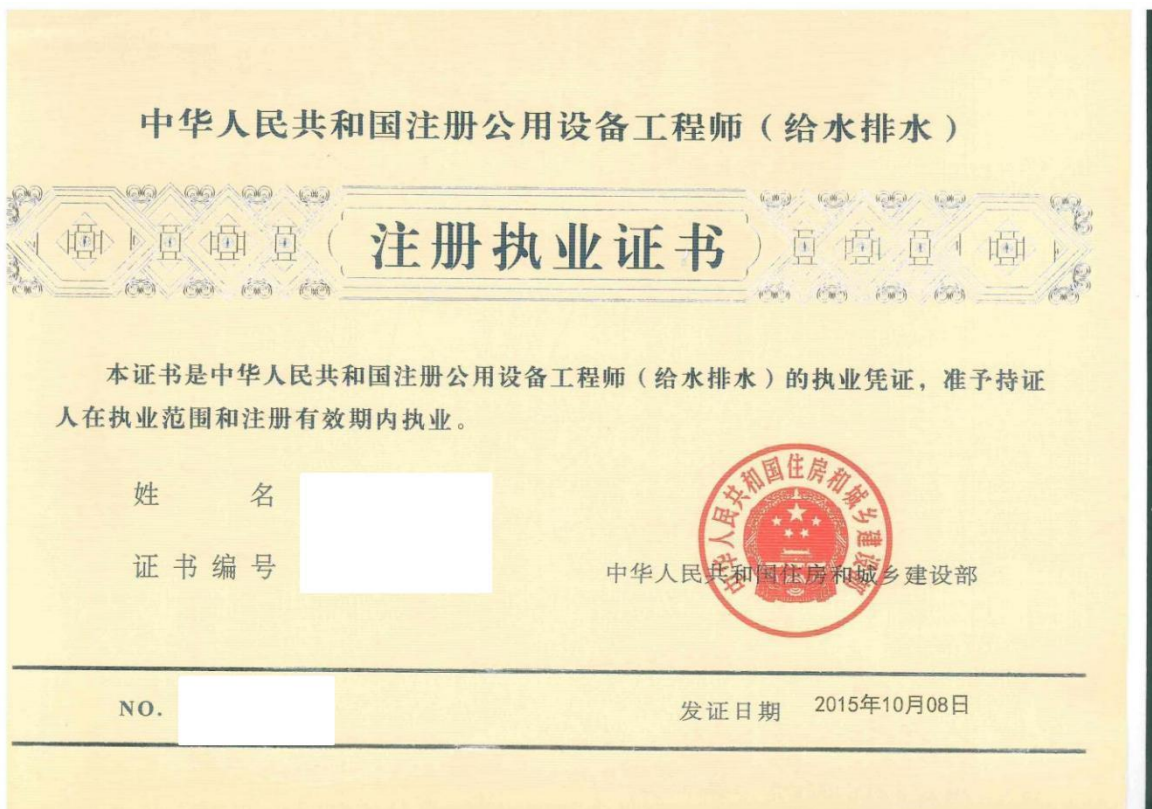 中华人民共和国注册公用设备工程师（给水排水）
注册执业证书
本证书是中华人民共和国注册公用设备工程师（给水排水）的执业凭证，准予持证
人在执业范围和注册有效期内执业。
姓 名
证书编号
中华人民共和国住房和城乡建设部
中华人民共和国住房和城乡建设部
NO.
发证日期 2015年10月08日